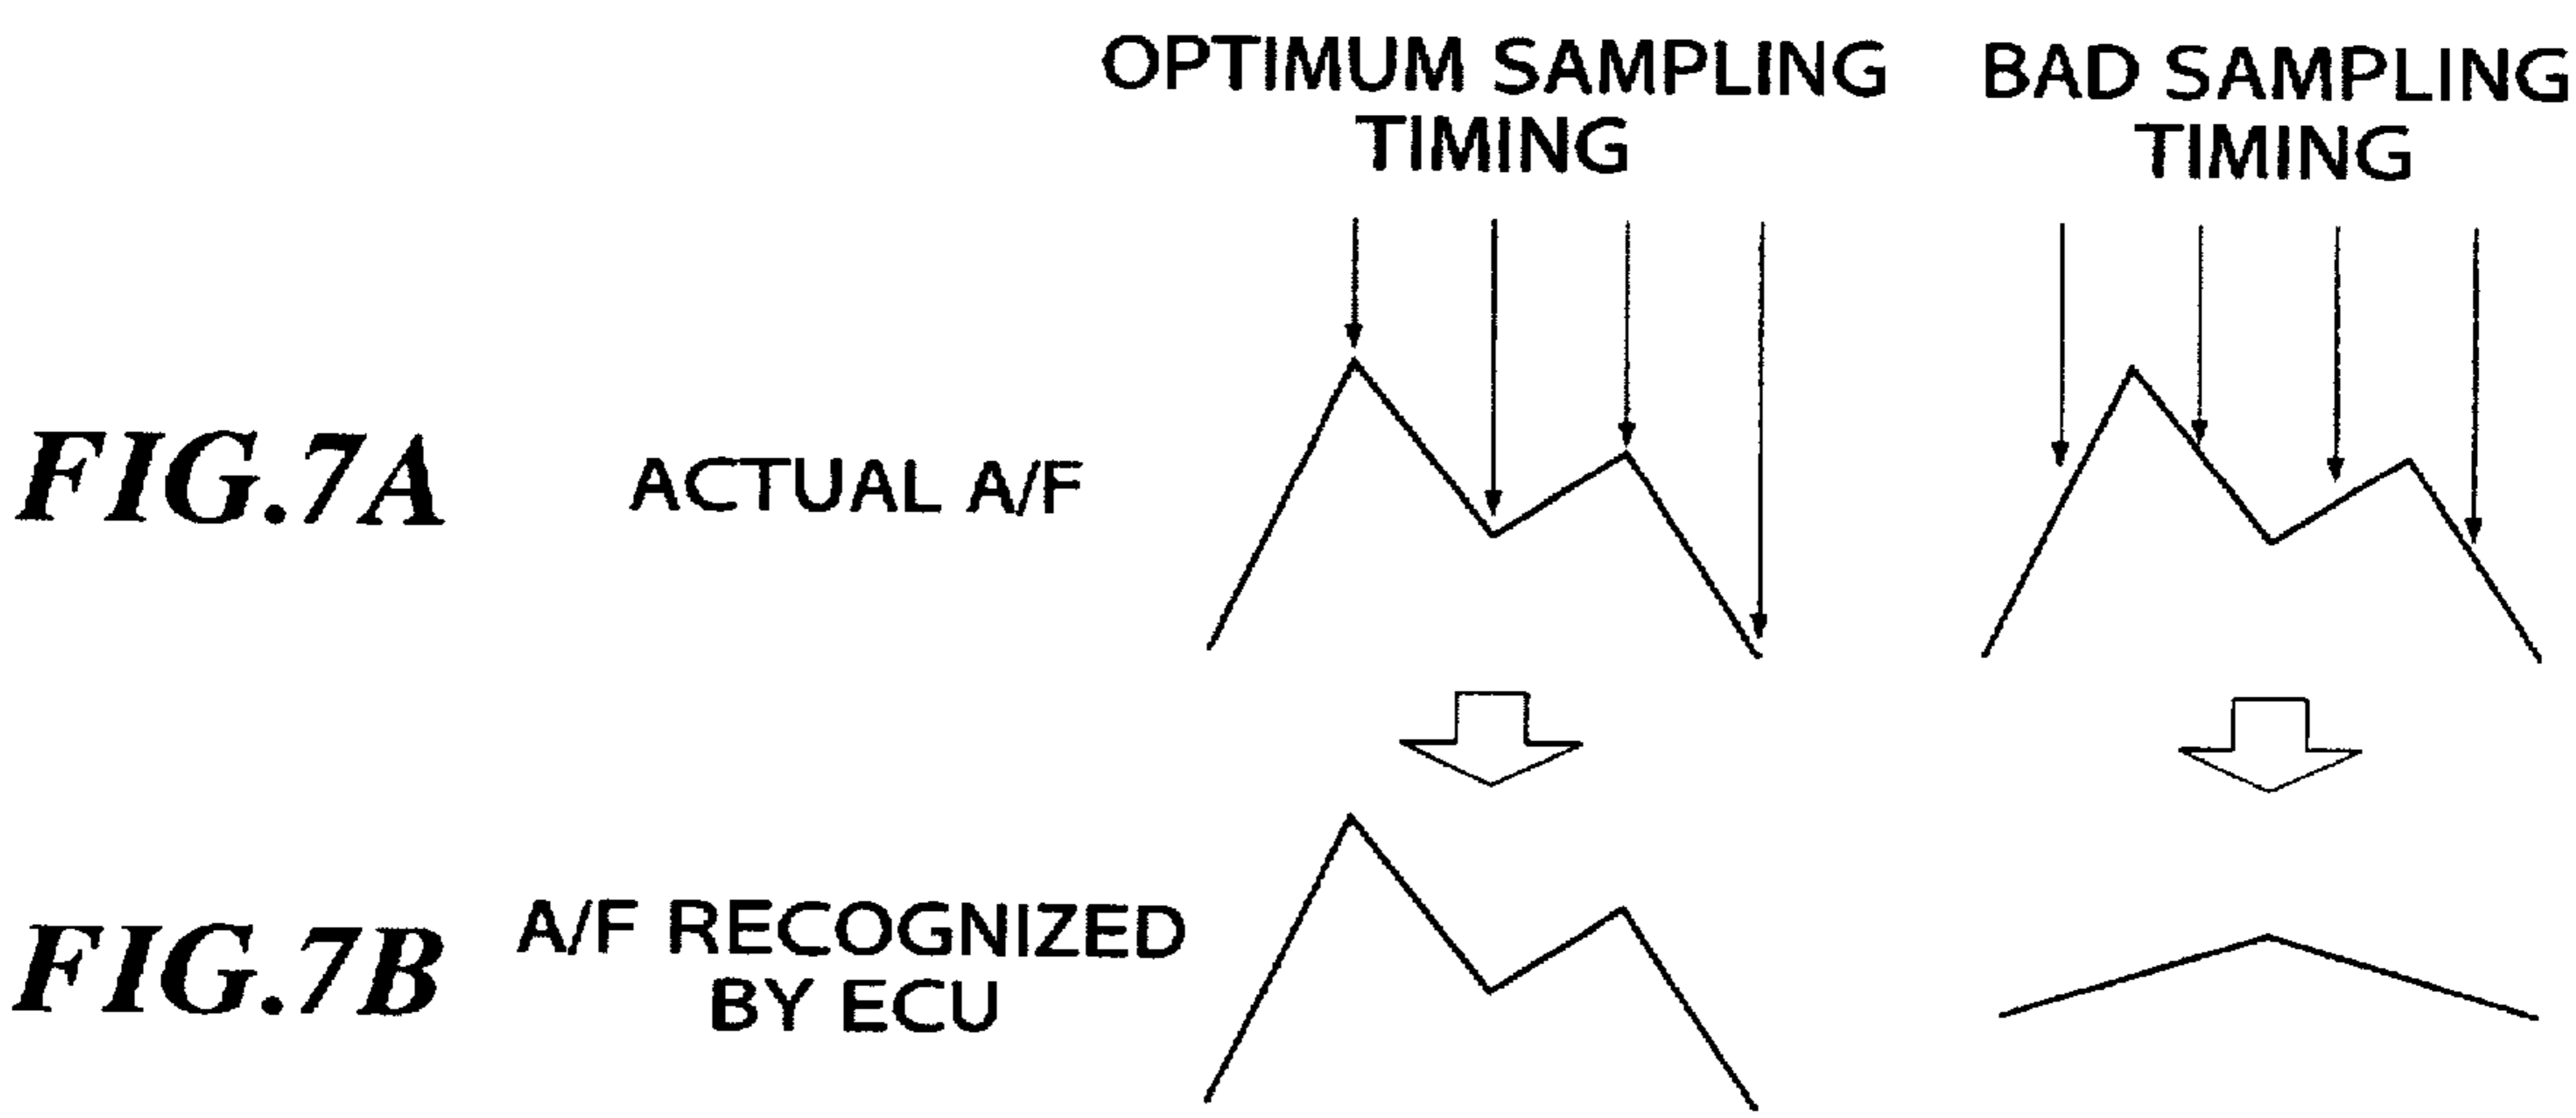 OPTIMUM SAMPLING
TIMING
BAD SAMPLING
TIMING
FIG.7A
ACTUAL A/F
FIG.7B
A/F RECOGNIZED
BY ECU